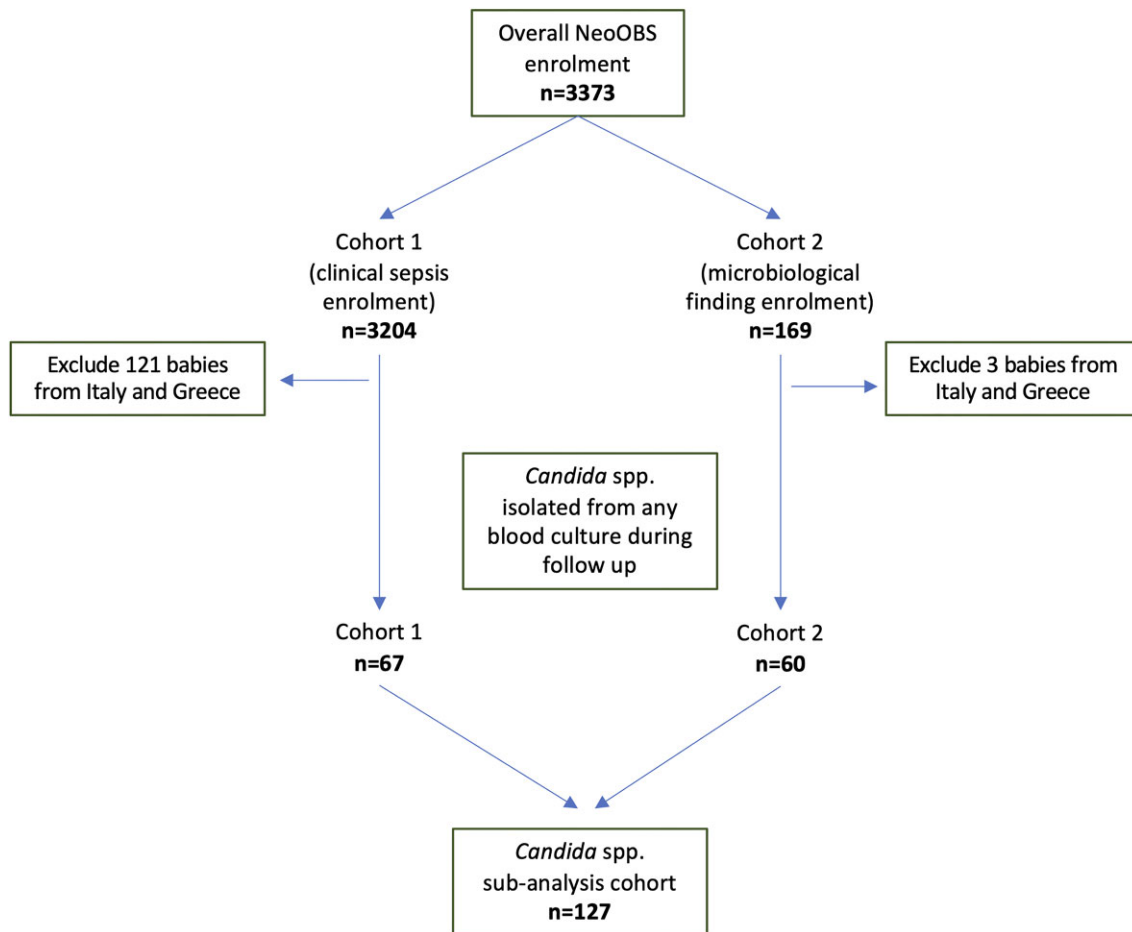 Overall NeoOBS
enrolment
n=3373
Cohort 1
(clinical sepsis
enrolment)
n=3204
Cohort 2
(microbiological
finding enrolment)
n=169
Exclude 121 babies
from Italy and Greece
Exclude 3 babies from
Italy and Greece
Candida spp.
isolated from any
blood culture during
follow up
Cohort 1
n=67
Cohort 2
n=60
Candida spp.
sub-analysis cohort
n=127